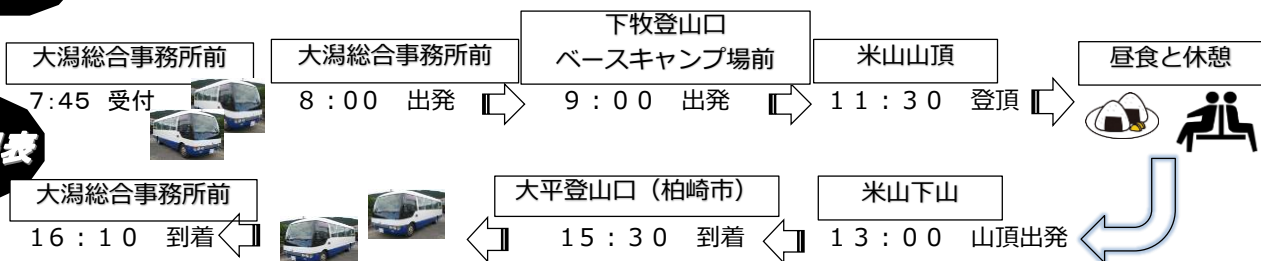 大潟総合事務所前
7:45 受付
大潟総合事務所前
8:00 出発
下牧登山口
ベースキャンプ場前
9:00 出発
米山山頂
11:30 登頂
昼食と休憩
表
米山下山
13:00 山頂出発
大平登山口（柏崎市）
15:30 到着
大潟総合事務所前
16:10 到着